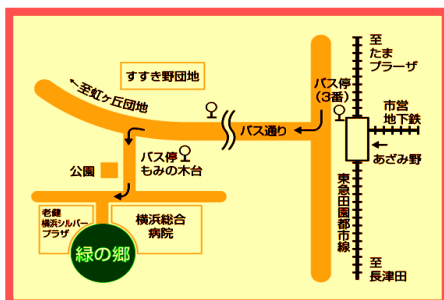 至
たま
プラーザ
すすき野団地
←至虹ヶ丘団地
バス停
(3番)
市営
地下鉄
バス通り
あざみ野
バス停
もみの木台
公園
東急田園都市線
老健
横浜シルバー
プラザ
横浜総合
病院
緑の郷
至
長津田